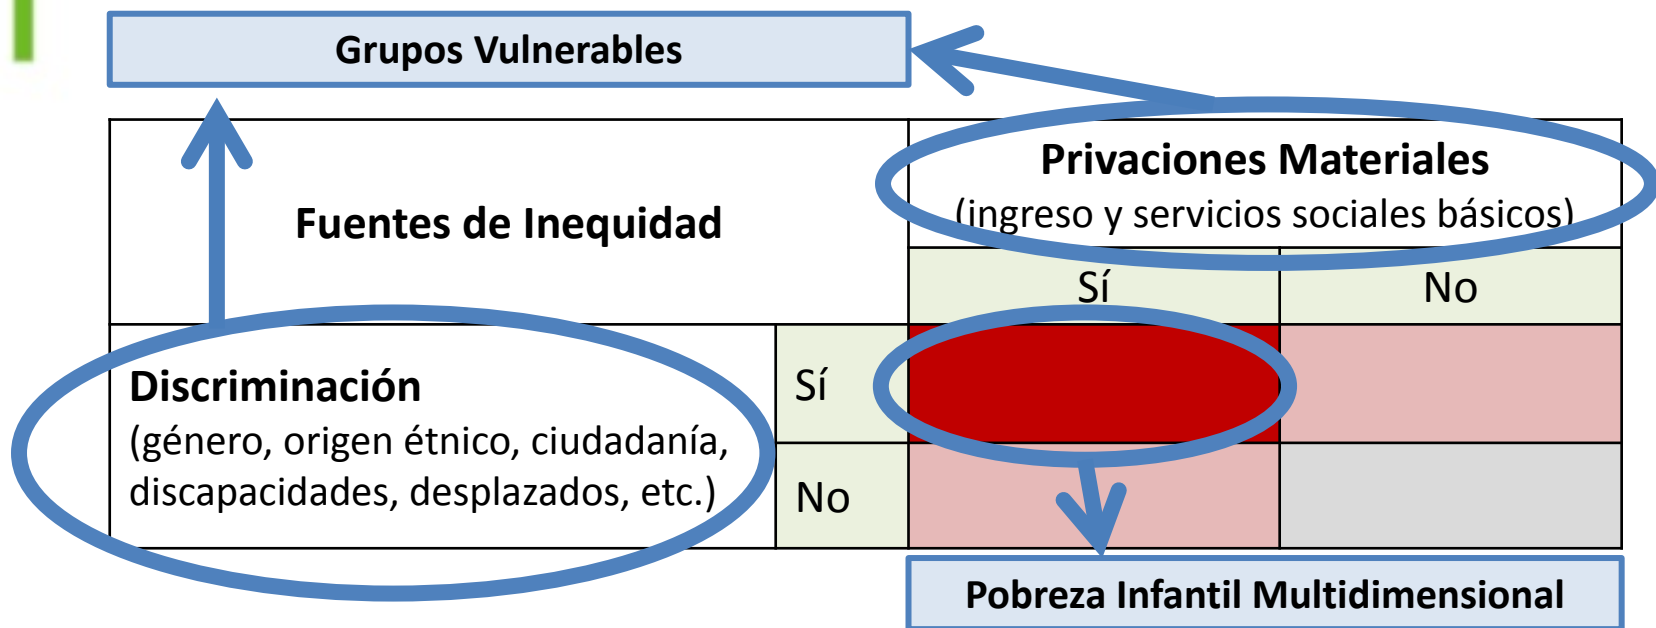 Grupos Vulnerables
Fuentes de Inequidad
Privaciones Materiales
(ingreso y servicios sociales básicos)
Sí
No
Discriminación
(género, origen étnico, ciudadanía,
discapacidades, desplazados, etc.)
Sí
No
Pobreza Infantil Multidimensional